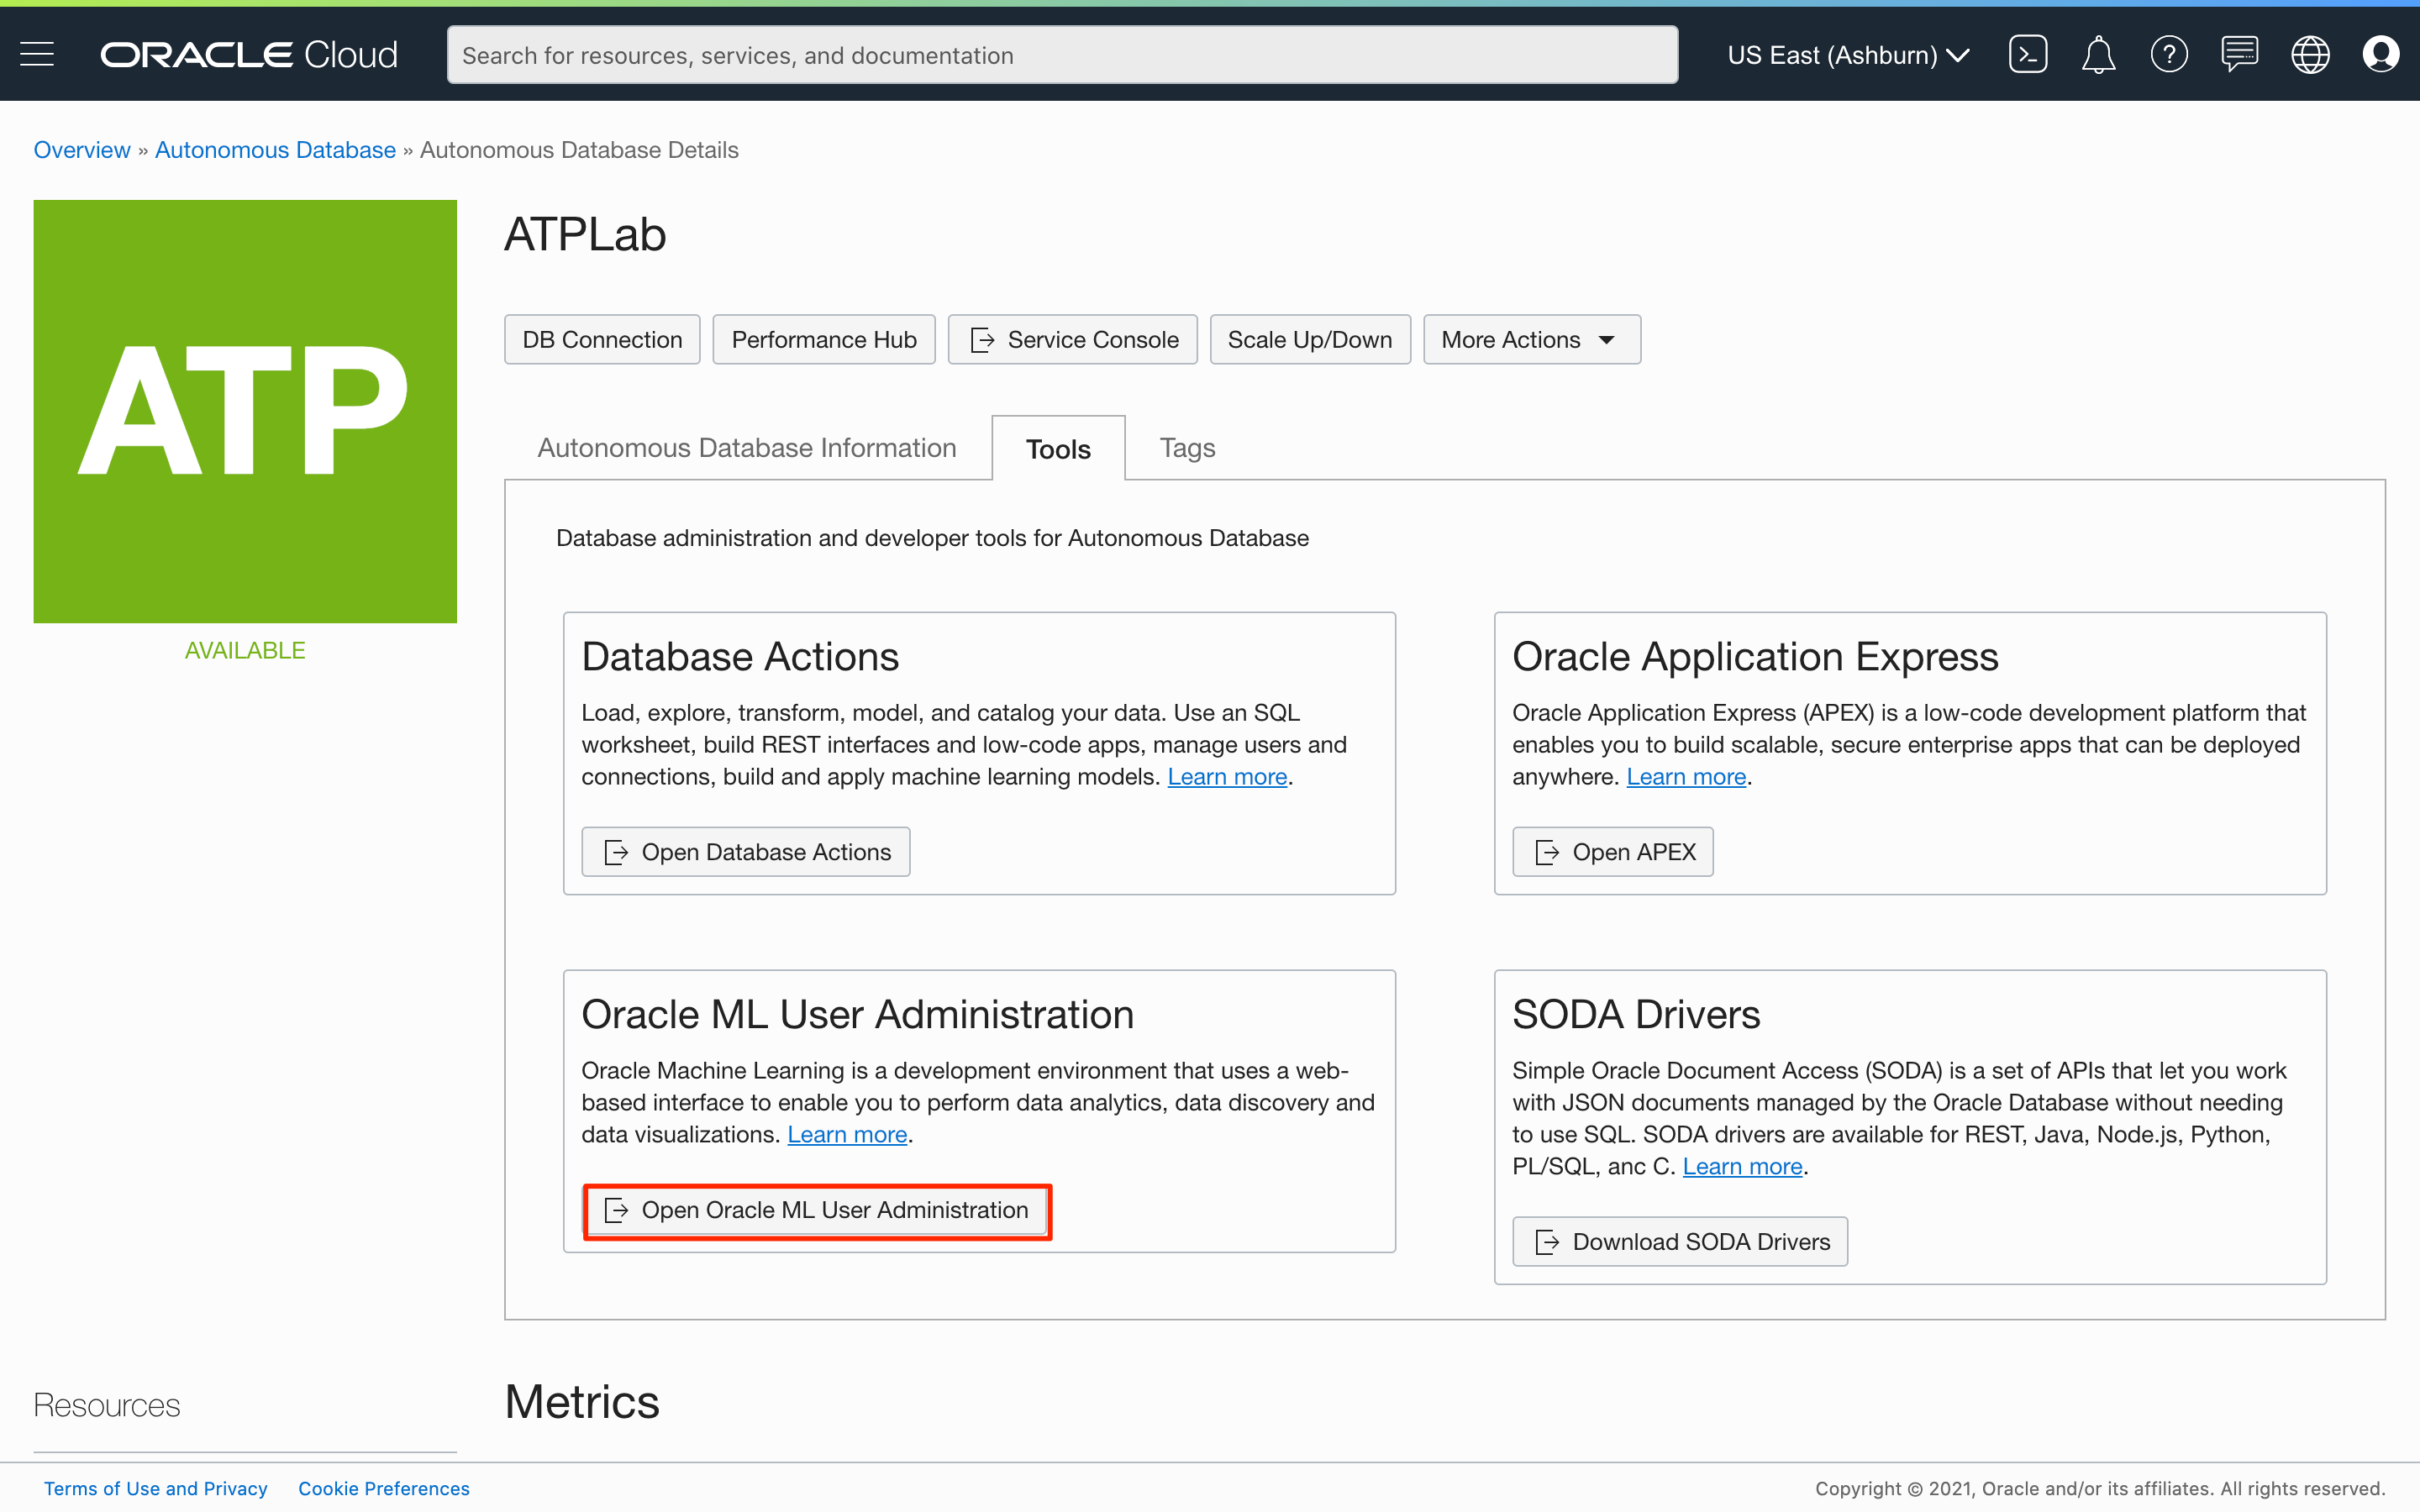 ORACLE Cloud
Search for resources, services, and documentation
US East (Ashburn)
Overview » Autonomous Database » Autonomous Database Details
ATP
AVAILABLE
ATPLab
DB Connection
Performance Hub
Service Console
Scale Up/Down
More Actions
Autonomous Database Information
Tools
Tags
Database administration and developer tools for Autonomous Database
Database Actions
Load, explore, transform, model, and catalog your data. Use an SQL
worksheet, build REST interfaces and low-code apps, manage users and
connections, build and apply machine learning models. Learn more.
Open Database Actions
Oracle Application Express
Oracle Application Express (APEX) is a low-code development platform that
enables you to build scalable, secure enterprise apps that can be deployed
anywhere. Learn more.
Open APEX
Oracle ML User Administration
Oracle Machine Learning is a development environment that uses a web-
based interface to enable you to perform data analytics, data discovery and
data visualizations. Learn more.
Open Oracle ML User Administration
SODA Drivers
Simple Oracle Document Access (SODA) is a set of APIs that let you work
with JSON documents managed by the Oracle Database without needing
to use SQL. SODA drivers are available for REST, Java, Node.js, Python,
PL/SQL, anc C. Learn more.
Download SODA Drivers
Resources
Metrics
Terms of Use and Privacy
Cookie Preferences
Copyright © 2021, Oracle and/or its affiliates. All rights reserved.